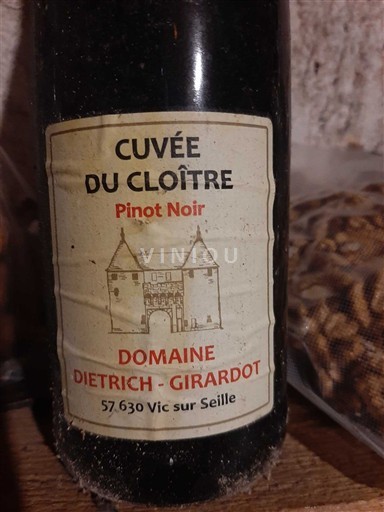 CUVÉE
DU CLOÎTRE
Pinot Noir
VINIOU
DOMAINE
DIETRICH - GIRARDOT
57 630 Vic sur Seille